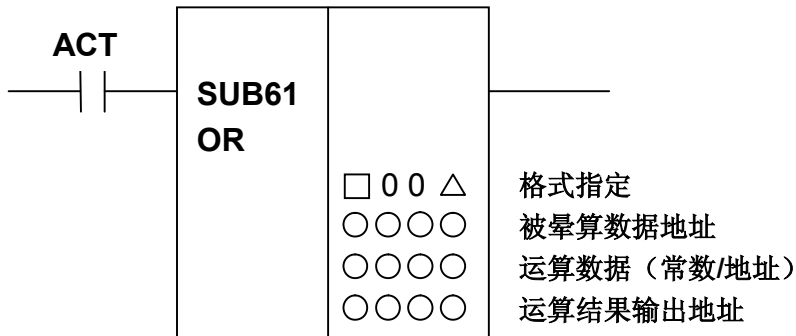 ACT
SUB61
OR
□ 0 0 △ 格式指定
○○○○ 被晕算数据地址
○○○○ 运算数据（常数/地址）
○○○○ 运算结果输出地址